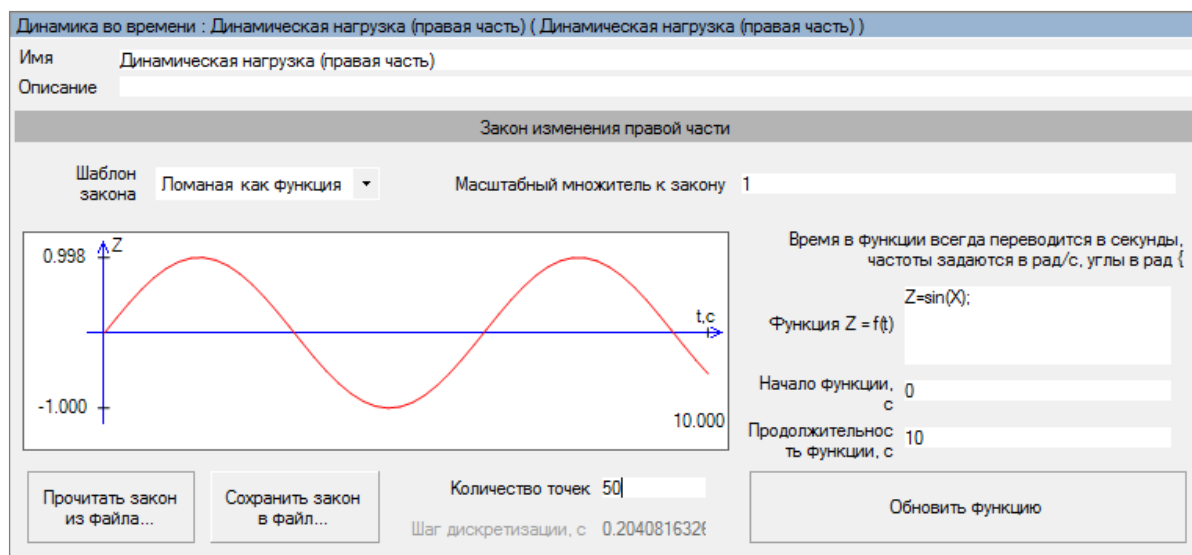 Динамика во времени : Динамическая нагрузка (правая часть) ( Динамическая нагрузка (правая часть) )
Имя Динамическая нагрузка (правая часть)
Описание
Закон изменения правой части
Шаблон закона Ломаная как функция
Масштабный множитель к закону 1
0.998
Z
t,c
-1.000
10.000
Время в функции всегда переводится в секунды,
частоты задаются в рад/с, углы в рад {
Функция Z = f(t)
Z=sin(X);
Начало функции,
с
0
Продолжительнос
ть функции, с
10
Прочитать закон
из файла...
Сохранить закон
в файл...
Количество точек 50
Шаг дискретизации, с 0.204081632
Обновить функцию